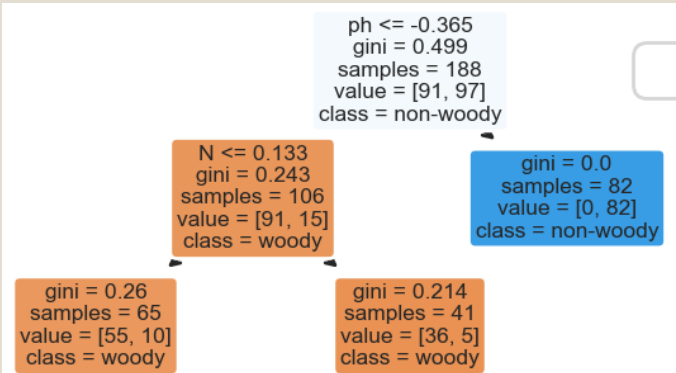 ph <= -0.365
gini = 0.499
samples = 188
value = [91, 97]
class = non-woody
N <= 0.133
gini = 0.243
samples = 106
value = [91, 15]
class = woody
gini = 0.0
samples = 82
value = [0, 82]
class = non-woody
gini = 0.26
samples = 65
value = [55, 10]
class = woody
gini = 0.214
samples = 41
value = [36, 5]
class = woody